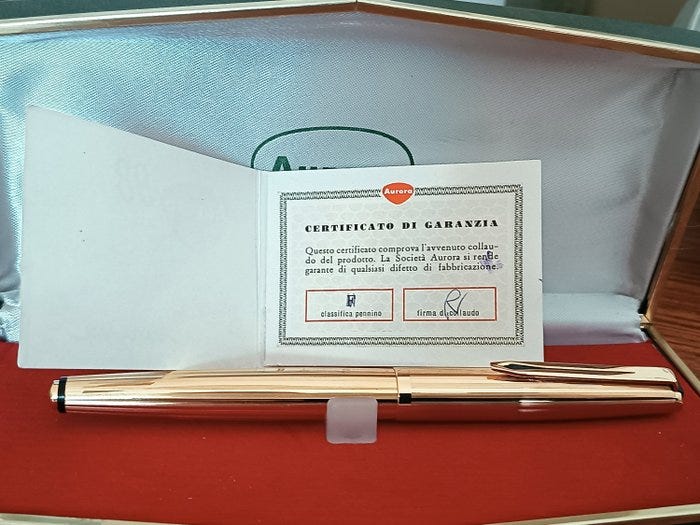 Aurora
Aurora
CERTIFICATO DI GARANZIA
Questo certificato comprova l'avvenuto collau-
do del prodotto. La Società Aurora si rende
garante di qualsiasi difetto di fabbricazione.
F
classifica pennino
firma di collaudo